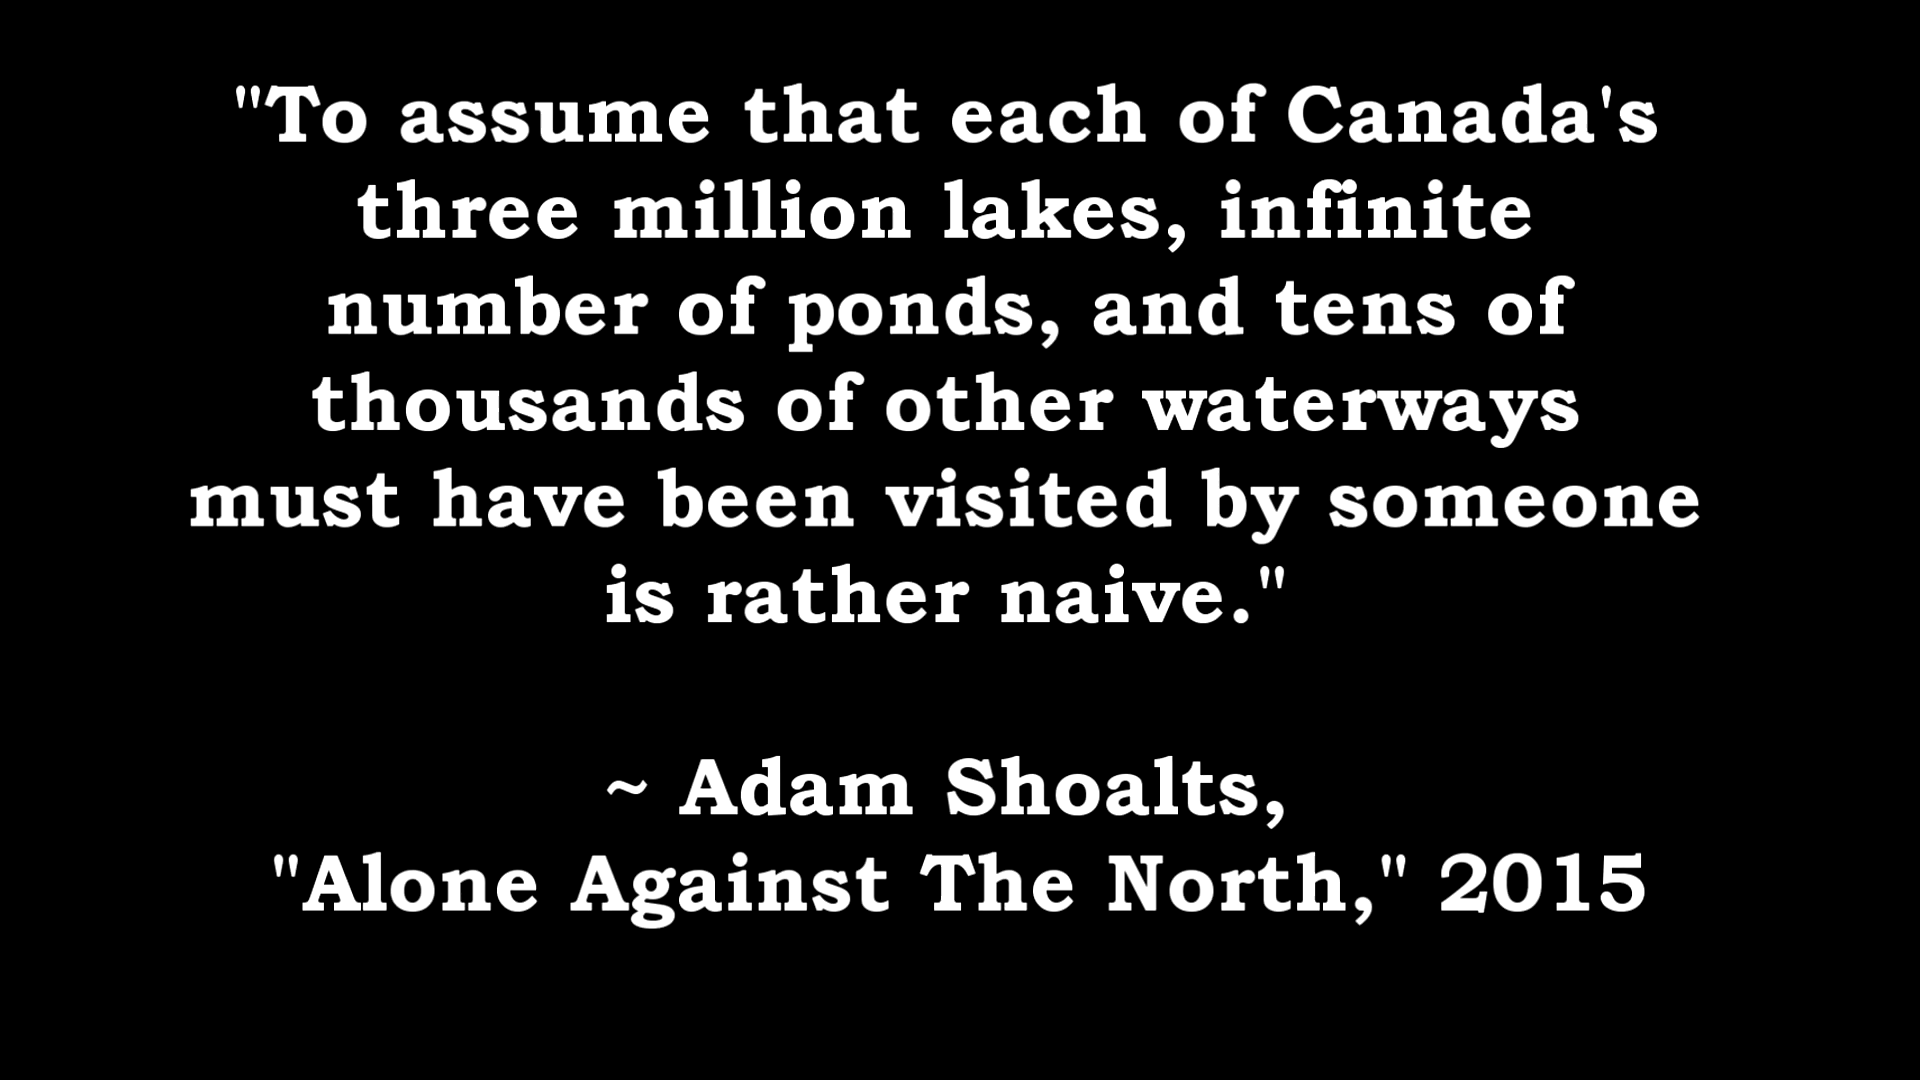 "To assume that each of Canada's
three million lakes, infinite
number of ponds, and tens of
thousands of other waterways
must have been visited by someone
is rather naive."
~ Adam Shoalts,
"Alone Against The North," 2015